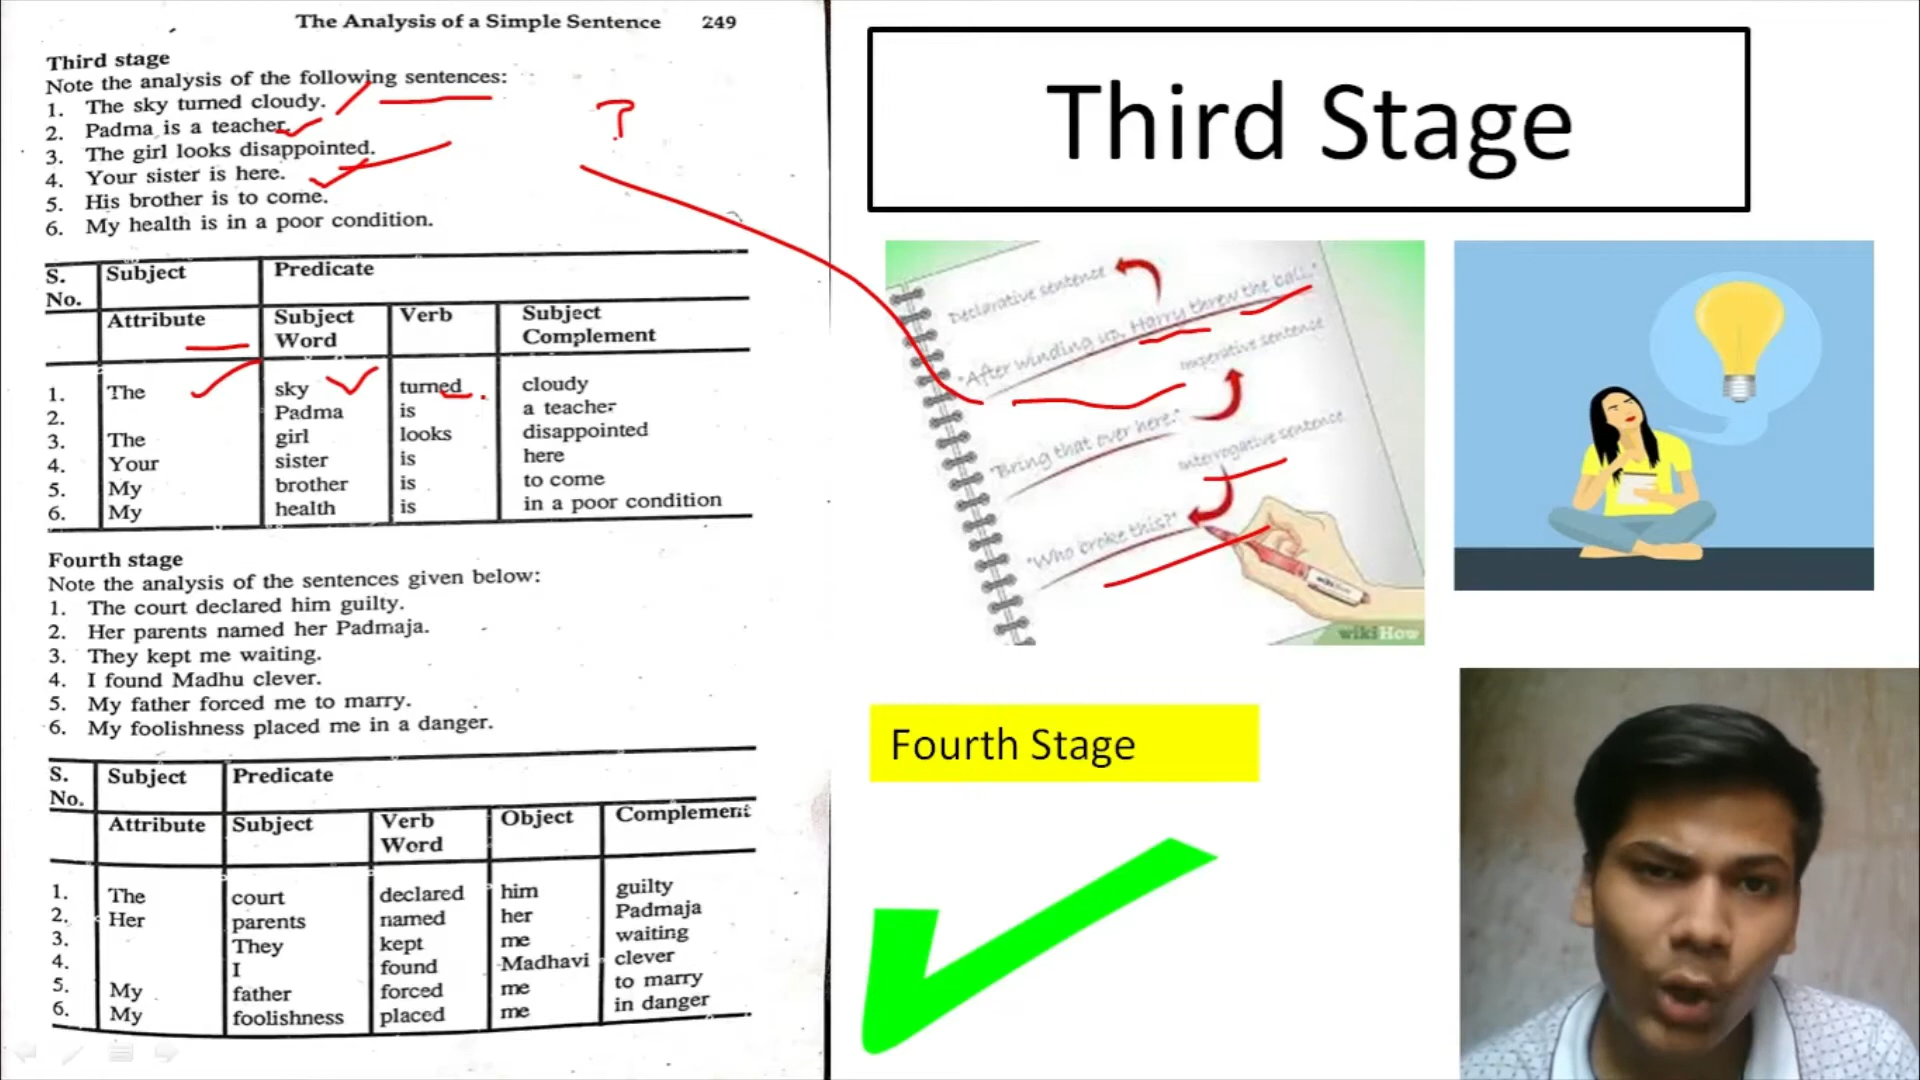 The Analysis of a Simple Sentence 249
Third stage
Note the analysis of the following sentences:
1. The sky turned cloudy.
2. Padma is a teacher.
3. The girl looks disappointed.
4. Your sister is here.
5. His brother is to come.
6. My health is in a poor condition.
S. No. Subject Predicate
Attribute Subject Word Verb Subject Complement
1. The sky turned cloudy
2. Padma is a teacher
3. The girl looks disappointed
4. Your sister is here
5. My brother is to come
6. My health is in a poor condition
Fourth stage
Note the analysis of the sentences given below:
1. The court declared him guilty.
2. Her parents named her Padmaja.
3. They kept me waiting.
4. I found Madhu clever.
5. My father forced me to marry.
6. My foolishness placed me in a danger.
S. No. Subject Predicate
Attribute Subject Verb Word Object Complement
1. The court declared him guilty
2. Her parents named her Padmaja
3. They kept me waiting
4. I found Madhavi clever
5. My father forced me to marry
6. My foolishness placed me in danger
?
Third Stage
Declarative sentence
"After winding up, Harry threw the ball."
Imperative sentence
"Bring that over here."
Interrogative sentence
"Who broke this?"
wikiHow
Fourth Stage